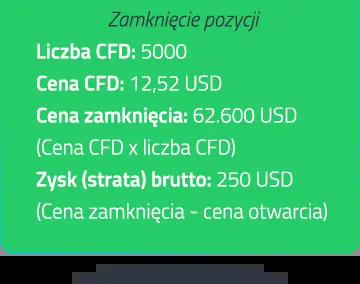 Zamknięcie pozycji
Liczba CFD: 5000
Cena CFD: 12,52 USD
Cena zamknięcia: 62.600 USD
(Cena CFD x liczba CFD)
Zysk (strata) brutto: 250 USD
(Cena zamknięcia - cena otwarcia)